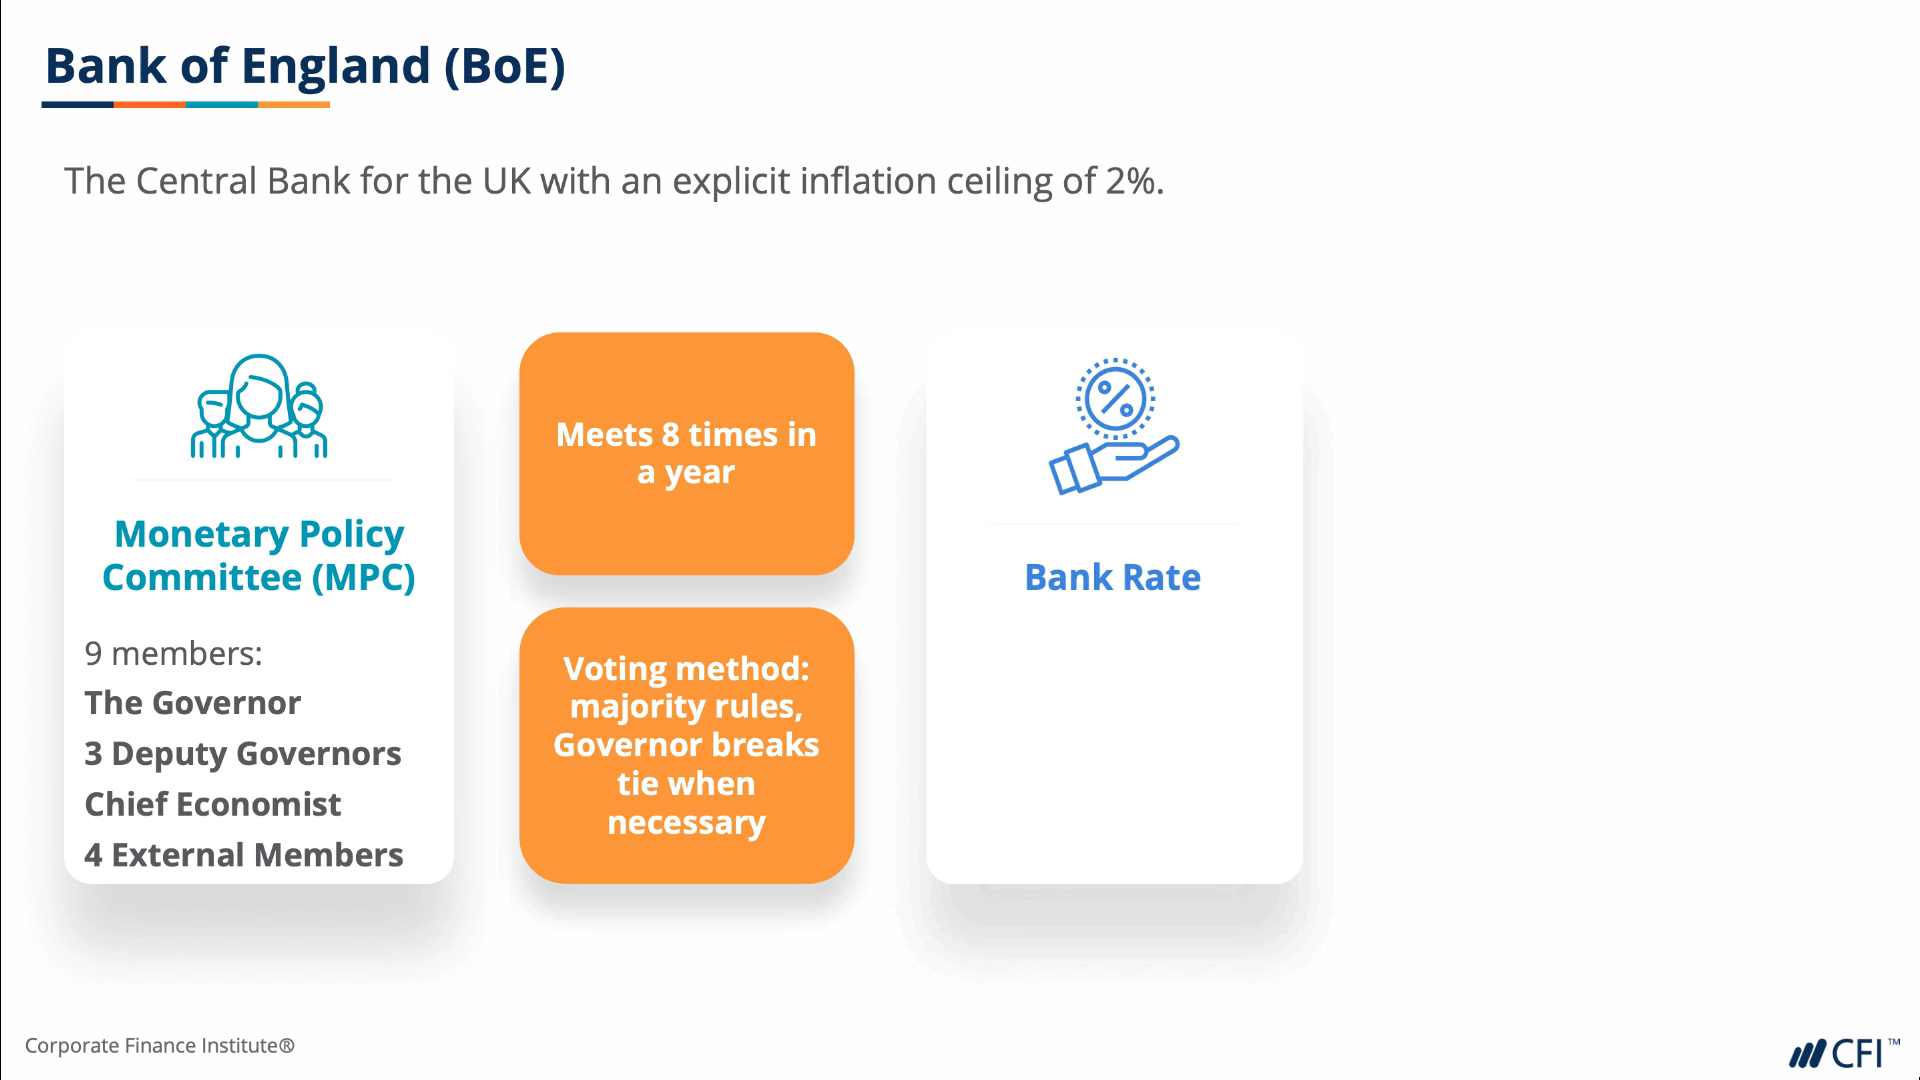 Bank of England (BoE)
The Central Bank for the UK with an explicit inflation ceiling of 2%.
Monetary Policy
Committee (MPC)
9 members:
The Governor
3 Deputy Governors
Chief Economist
4 External Members
Meets 8 times in
a year
Voting method:
majority rules,
Governor breaks
tie when
necessary
%
Bank Rate
Corporate Finance Institute®
CFI™